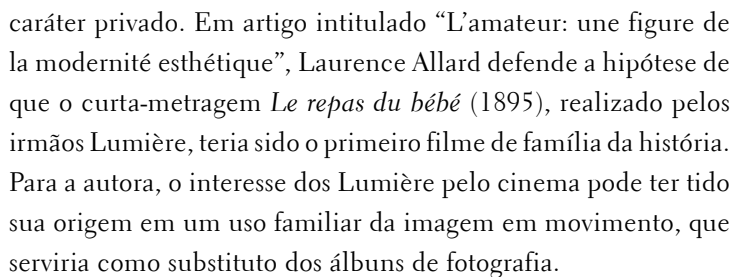 caráter privado. Em artigo intitulado “L’amateur: une figure de
la modernité esthétique”, Laurence Allard defende a hipótese de
que o curta-metragem Le repas du bébé (1895), realizado pelos
irmãos Lumière, teria sido o primeiro filme de família da história.
Para a autora, o interesse dos Lumière pelo cinema pode ter tido
sua origem em um uso familiar da imagem em movimento, que
serviria como substituto dos álbuns de fotografia.